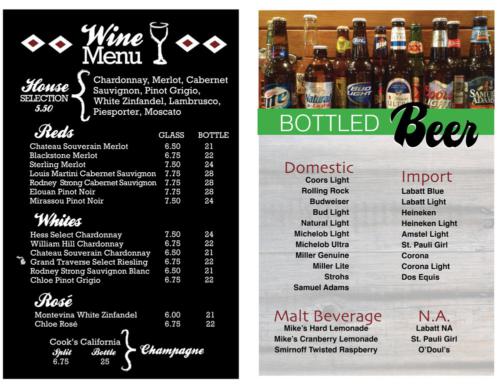 Wine
Menu
House
SELECTION
5.50
Chardonnay, Merlot, Cabernet
Sauvignon, Pinot Grigio,
White Zinfandel, Lambrusco,
Piesporter, Moscato
Reds GLASS BOTTLE
Chateau Souverain Merlot 6.50 21
Blackstone Merlot 6.75 22
Sterling Merlot 7.50 24
Louis Martini Cabernet Sauvignon 7.75 28
Rodney Strong Cabernet Sauvignon 7.75 28
Elouan Pinot Noir 7.75 28
Mirassou Pinot Noir 7.50 24
Whites
Hess Select Chardonnay 7.50 24
William Hill Chardonnay 6.75 22
Chateau Souverain Chardonnay 6.50 21
Grand Traverse Select Riesling 6.75 22
Rodney Strong Sauvignon Blanc 6.50 21
Chloe Pinot Grigio 6.75 22
Rosé
Montevina White Zinfandel 6.00 21
Chloe Rosé 6.75 22
Cook's California
Split Bottle
6.75 25
Champagne
Lite
Natural
BUD LIGHT
ULTRA
Coors LIGHT
SAMUEL ADAMS
BOTTLED Beer
Domestic
Coors Light
Rolling Rock
Budweiser
Bud Light
Natural Light
Michelob Light
Michelob Ultra
Miller Genuine
Miller Lite
Strohs
Samuel Adams
Import
Labatt Blue
Labatt Light
Heineken
Heineken Light
Amstel Light
St. Pauli Girl
Corona
Corona Light
Dos Equis
Malt Beverage
Mike's Hard Lemonade
Mike's Cranberry Lemonade
Smirnoff Twisted Raspberry
N.A.
Labatt NA
St. Pauli Girl
O'Doul's